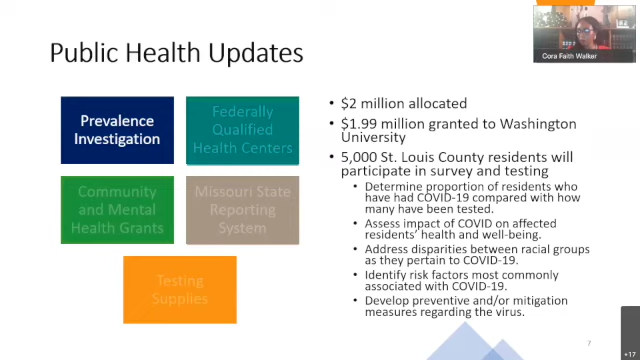 Public Health Updates
Cora Faith Walker
Prevalence
Investigation
Federally
Qualified
Health Centers
Community
and Mental
Health Grants
Missouri State
Reporting
System
Testing
Supplies
• $2 million allocated
• $1.99 million granted to Washington
University
• 5,000 St. Louis County residents will
participate in survey and testing
• Determine proportion of residents who
have had COVID-19 compared with how
many have been tested.
• Assess impact of COVID on affected
residents' health and well-being.
• Address disparities between racial groups
as they pertain to COVID-19.
• Identify risk factors most commonly
associated with COVID-19.
• Develop preventive and/or mitigation
measures regarding the virus.
7
+17